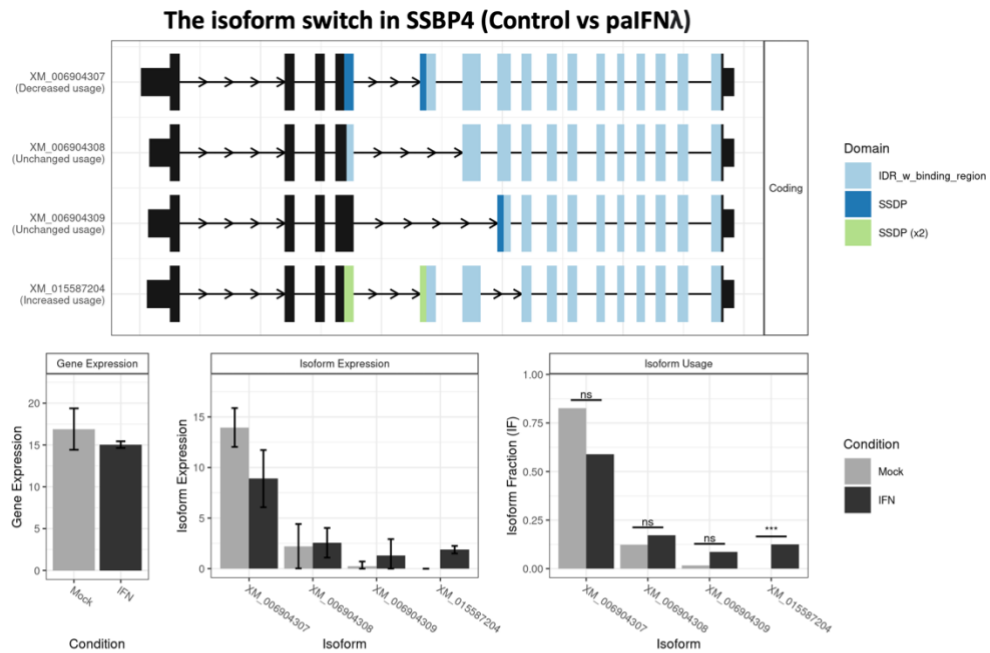 The isoform switch in SSBP4 (Control vs paIFNλ)
XM_006904307
(Decreased usage)
XM_006904308
(Unchanged usage)
XM_006904309
(Unchanged usage)
XM_015587204
(Increased usage)
Coding
Domain
IDR_w_binding_region
SSDP
SSDP (x2)
Gene Expression
Gene Expression
20
15
10
5
0
Mock
IFN
Condition
Isoform Expression
Isoform Expression
15
10
5
0
XM_006904307
XM_006904308
XM_006904309
XM_015587204
Isoform
Isoform Usage
Isoform Fraction (IF)
1.00
0.75
0.50
0.25
0.00
ns
ns
ns
***
XM_006904307
XM_006904308
XM_006904309
XM_015587204
Isoform
Condition
Mock
IFN